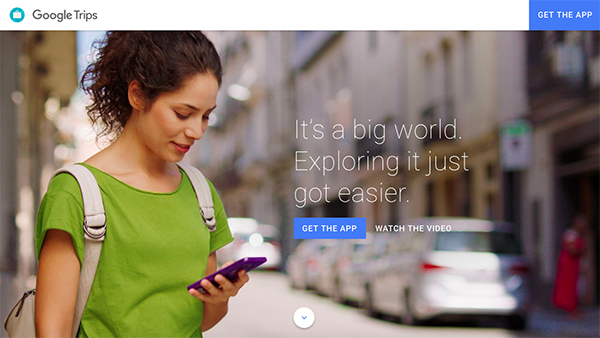 Google Trips
GET THE APP
It's a big world.
Exploring it just
got easier.
GET THE APP
WATCH THE VIDEO